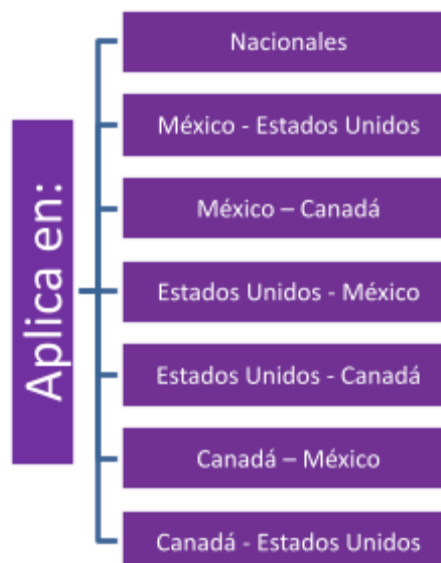 Aplica en:
Nacionales
México - Estados Unidos
México – Canadá
Estados Unidos - México
Estados Unidos - Canadá
Canadá – México
Canadá - Estados Unidos